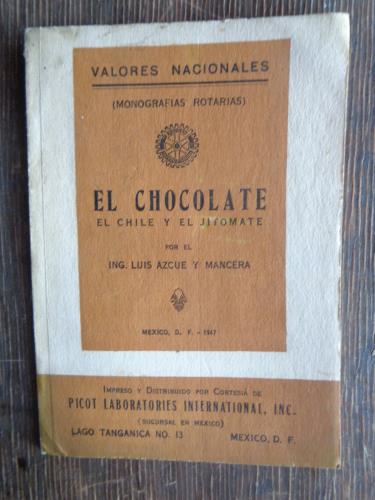 VALORES NACIONALES
(MONOGRAFIAS ROTARIAS)
EL CHOCOLATE
EL CHILE Y EL JITOMATE
POR EL
ING. LUIS AZCUE Y MANCERA
MEXICO, D. F. - 1947
IMPRESO Y DISTRIBUIDO POR CORTESIA DE
PICOT LABORATORIES INTERNATIONAL, INC.
(SUCURSAL EN MEXICO)
LAGO TANGANICA NO. 13 MEXICO, D. F.